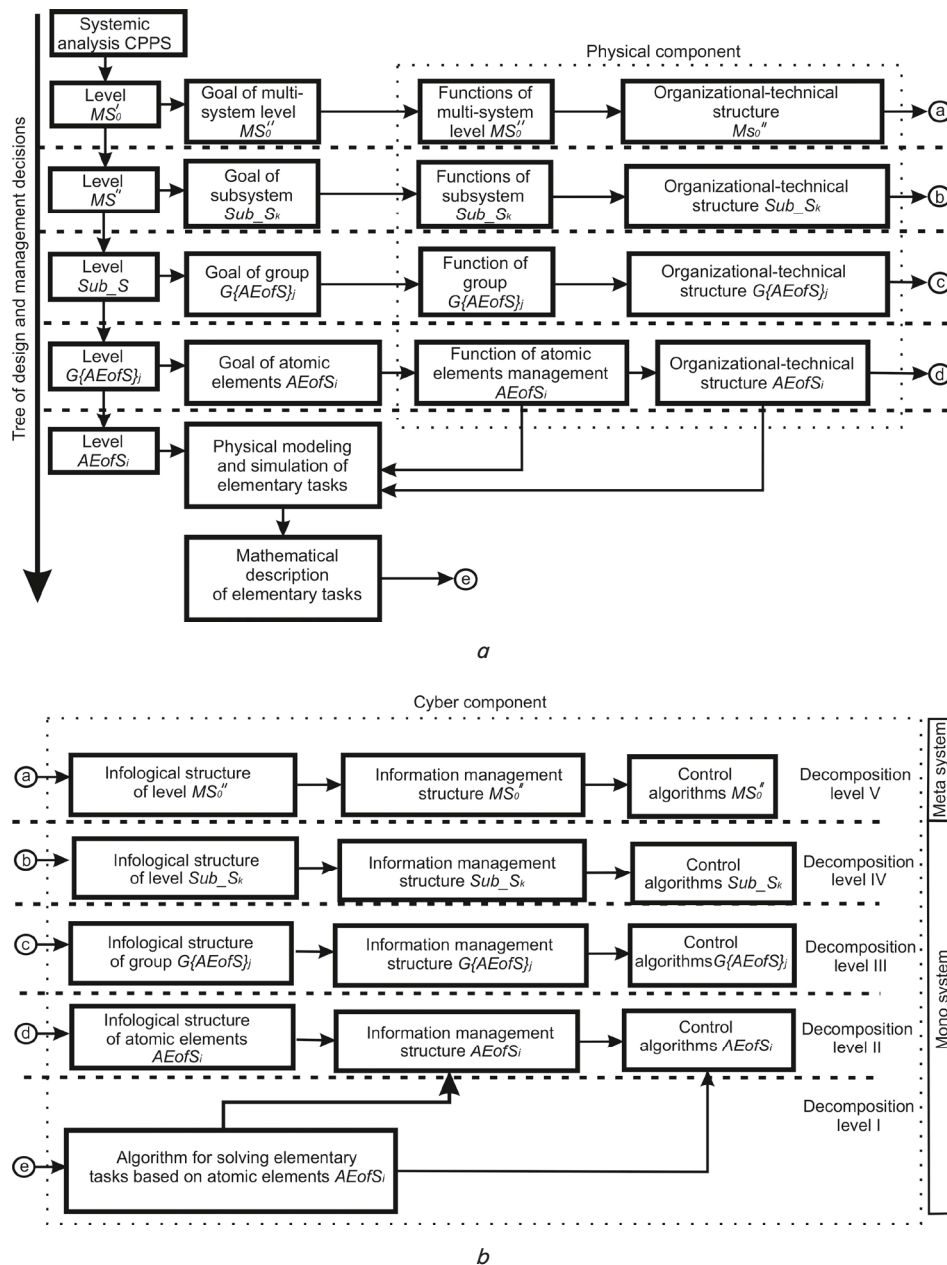 Tree of design and management decisions
Systemic
analysis CPPS
Physical component
Level
MS₀′
Goal of multi-
system level
MS₀″
Functions of
multi-system
level MS₀″
Organizational-technical
structure
Ms₀″
a
Level
MS″
Goal of
subsystem
Sub_Sₖ
Functions of
subsystem
Sub_Sₖ
Organizational-technical
structure Sub_Sₖ
b
Level
Sub_S
Goal of group
G{AEofS}ⱼ
Function of
group
G{AEofS}ⱼ
Organizational-technical
structure G{AEofS}ⱼ
c
Level
G{AEofS}ⱼ
Goal of atomic
elements AEofSᵢ
Function of atomic
elements management
AEofSᵢ
Organizational-technical
structure AEofSᵢ
d
Level
AEofSᵢ
Physical modeling
and simulation of
elementary tasks
Mathematical
description
of elementary tasks
e
a
Cyber component
a
Infological structure
of level MS₀″
Information management
structure MS₀″
Control
algorithms MS₀″
Decomposition
level V
Meta system
b
Infological structure
of level Sub_Sₖ
Information management
structure Sub_Sₖ
Control
algorithms Sub_Sₖ
Decomposition
level IV
c
Infological structure
of group G{AEofS}ⱼ
Information management
structure G{AEofS}ⱼ
Control
algorithmsG{AEofS}ⱼ
Decomposition
level III
Mono system
d
Infological structure
of atomic elements
AEofSᵢ
Information management
structure AEofSᵢ
Control
algorithms AEofSᵢ
Decomposition
level II
Decomposition
level I
e
Algorithm for solving elementary
tasks based on atomic elements AEofSᵢ
b